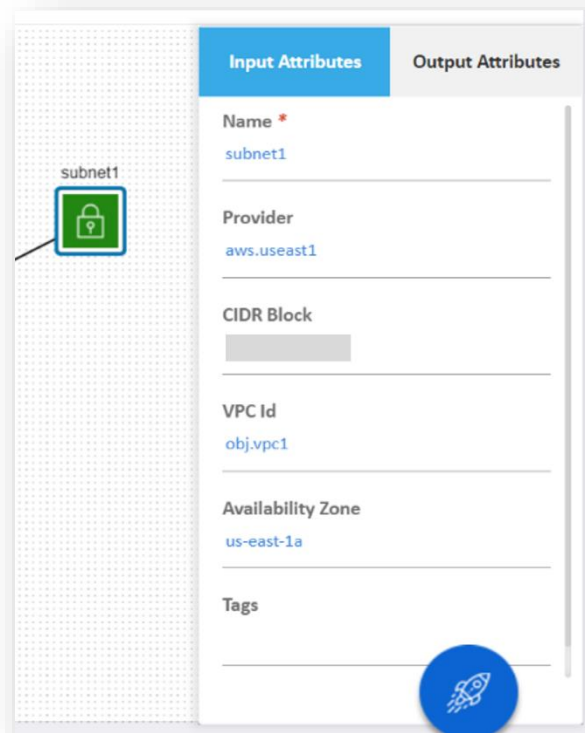 Input Attributes
Output Attributes
Name *
subnet1
subnet1
Provider
aws.useast1
CIDR Block
VPC Id
obj.vpc1
Availability Zone
us-east-1a
Tags